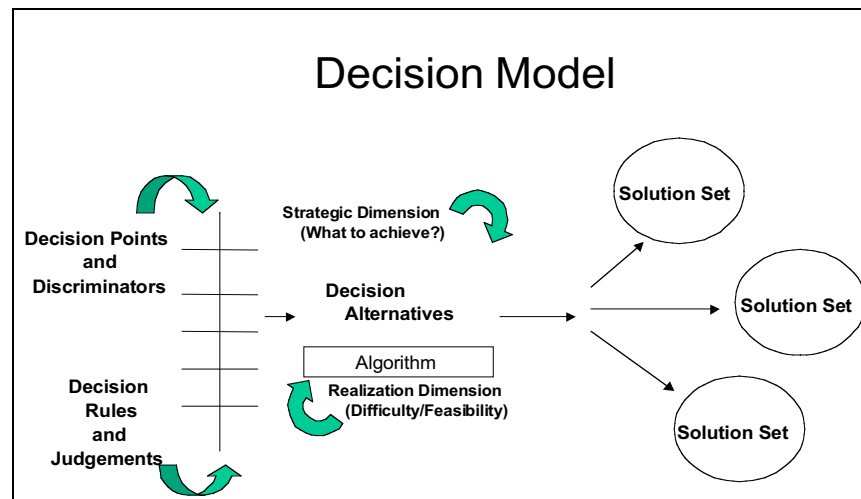 Decision Model
Decision Points
and
Discriminators
Decision
Rules
and
Judgements
Strategic Dimension
(What to achieve?)
Decision
Alternatives
Algorithm
Realization Dimension
(Difficulty/Feasibility)
Solution Set
Solution Set
Solution Set